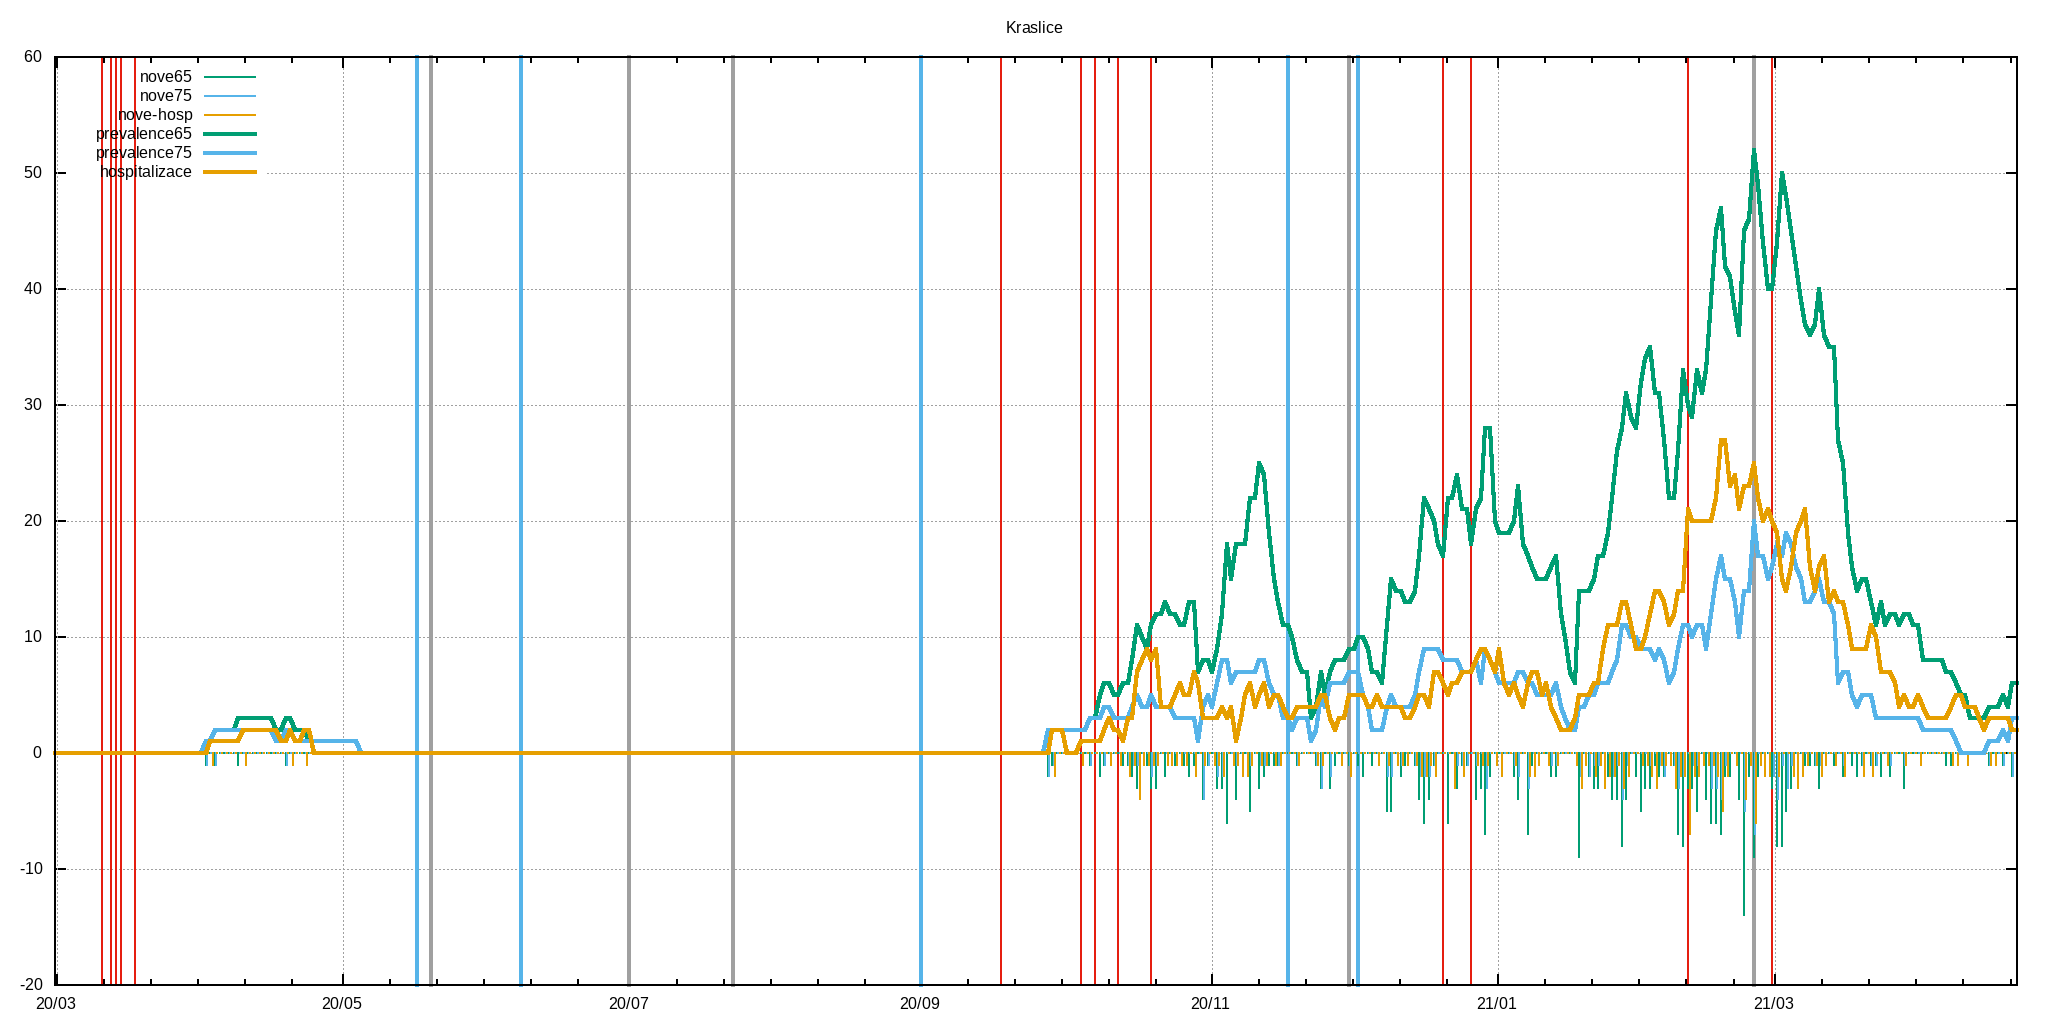 Kraslice
60
nove65
nove75
nove-hosp
prevalence65
prevalence75
hospitalizace
50
40
30
20
10
0
-10
-20
20/03 20/05 20/07 20/09 20/11 21/01 21/03